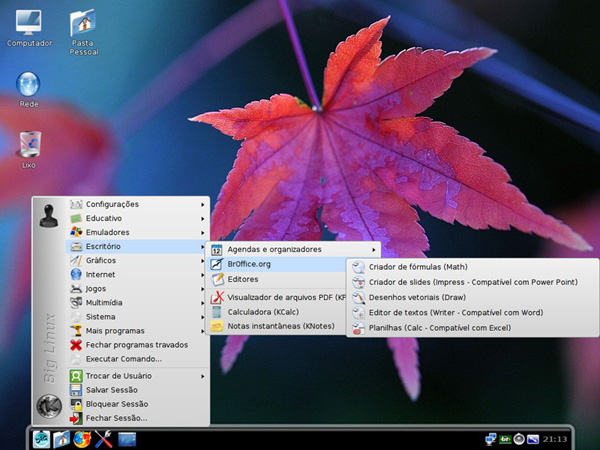 Computador
Pasta
Pessoal
Rede
Lixo
Configurações
Educativo
Emuladores
Escritório
Gráficos
Internet
Jogos
Multimídia
Sistema
Mais programas
Fechar programas travados
Executar Comando...
Trocar de Usuário
Salvar Sessão
Bloquear Sessão
Fechar Sessão...
Big Linux
Agendas e organizadores
BrOffice.org
Editores
Visualizador de arquivos PDF (KP
Calculadora (KCalc)
Notas instantâneas (KNotes)
Criador de fórmulas (Math)
Criador de slides (Impress - Compatível com Power Point)
Desenhos vetoriais (Draw)
Editor de textos (Writer - Compatível com Word)
Planilhas (Calc - Compatível com Excel)
12
br
21:13